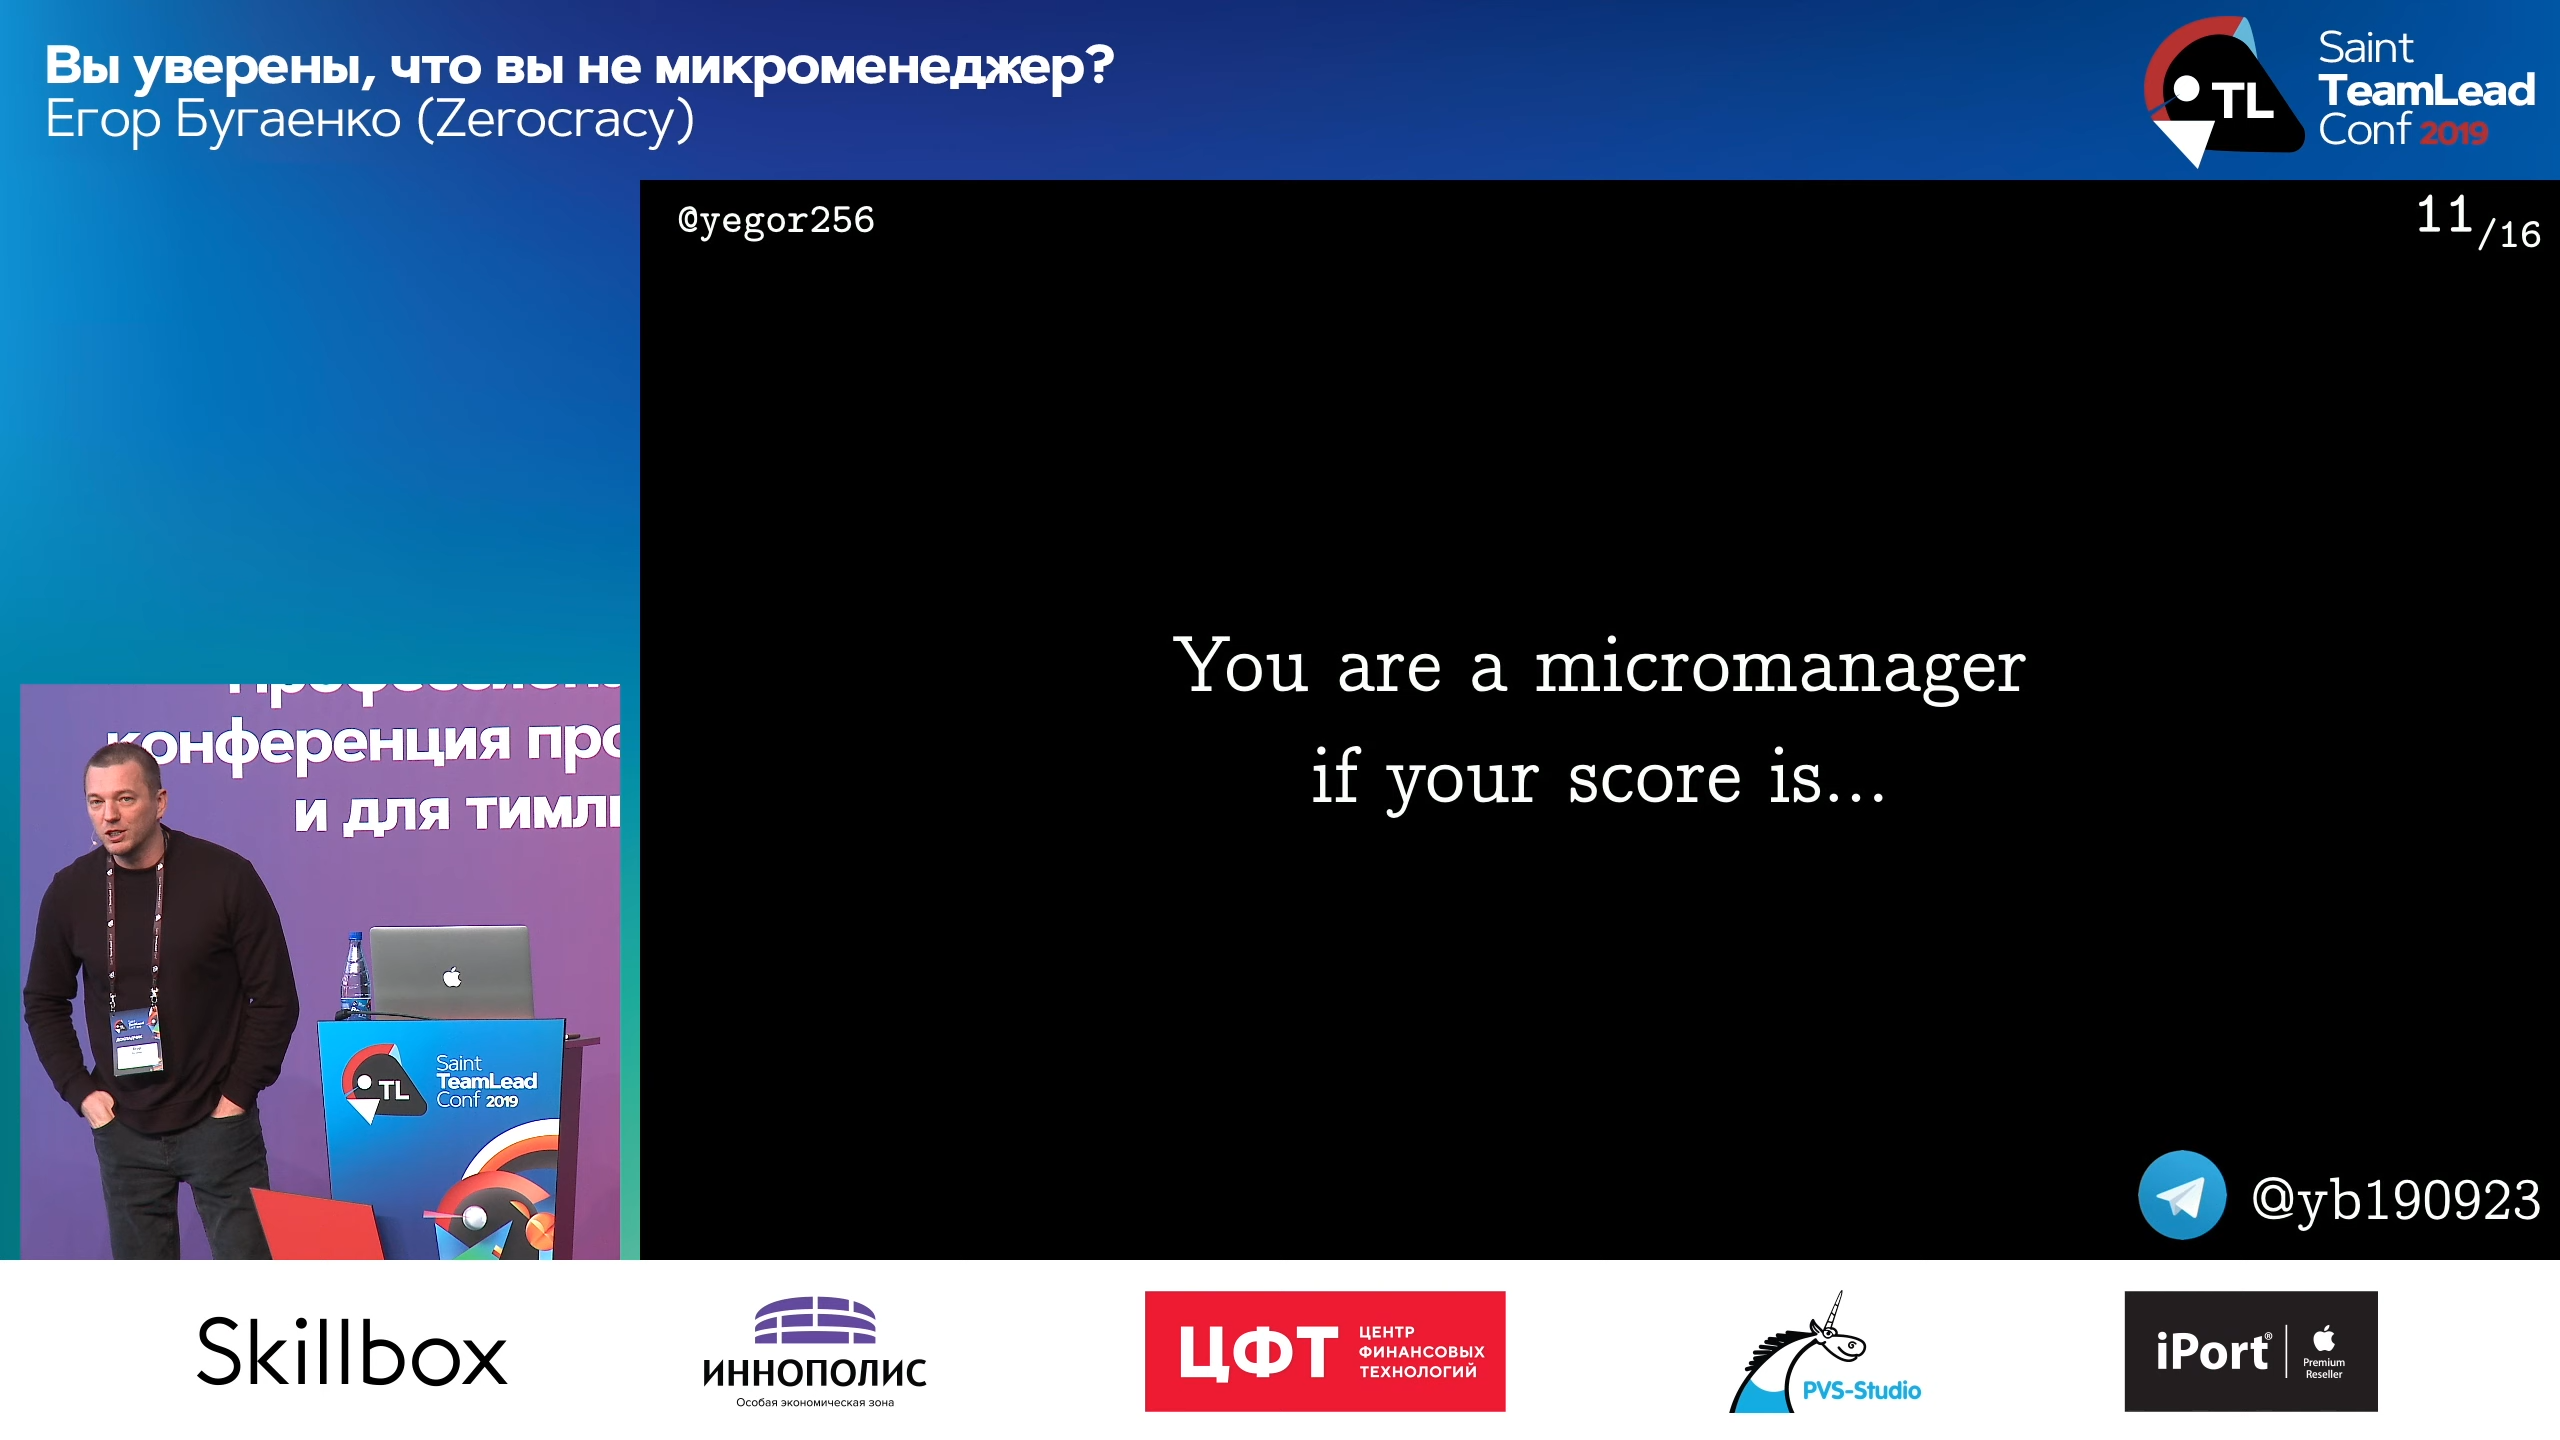 Вы уверены, что вы не микроменеджер?
Егор Бугаенко (Zerocracy)
TL
Saint
TeamLead
Conf 2019
@yegor256
11/16
You are a micromanager
if your score is...
конференция
и для
TL
Saint
TeamLead
Conf 2019
@yb190923
Skillbox
ИННОПОЛИС
Особая экономическая зона
ЦФТ
ЦЕНТР
ФИНАНСОВЫХ
ТЕХНОЛОГИЙ
PVS-Studio
iPort®
Premium
Reseller